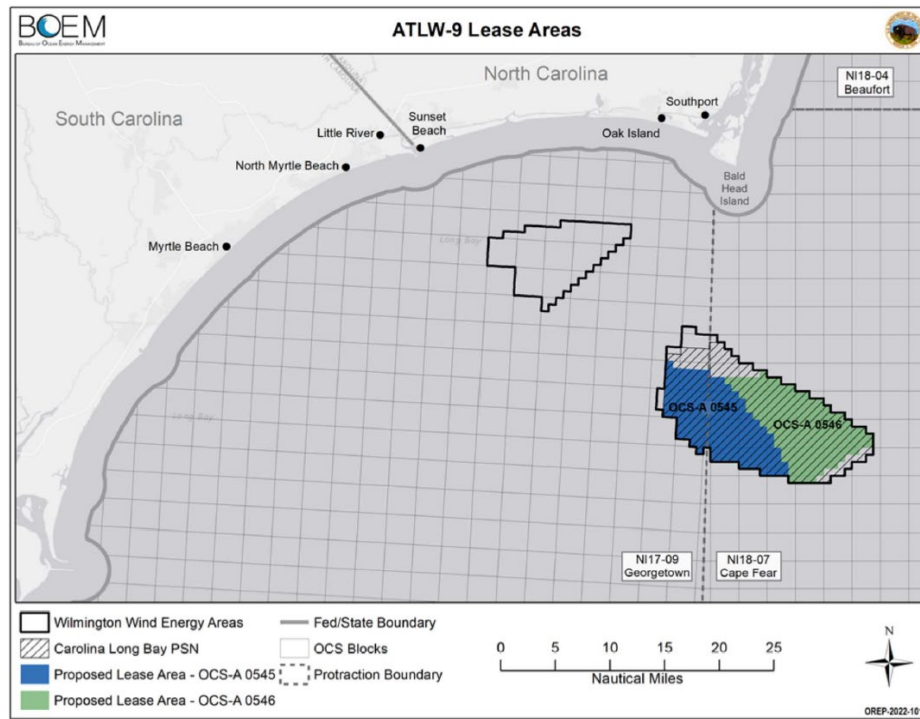 BOEM
BUREAU OF OCEAN ENERGY MANAGEMENT
ATLW-9 Lease Areas
North Carolina
South Carolina
NI18-04
Beaufort
Southport
Oak Island
Sunset
Beach
Little River
North Myrtle Beach
Bald
Head
Island
Myrtle Beach
Long Bay
Long Bay
OCS-A 0545
OCS-A 0546
NI17-09
Georgetown
NI18-07
Cape Fear
Wilmington Wind Energy Areas
Carolina Long Bay PSN
Proposed Lease Area - OCS-A 0545
Proposed Lease Area - OCS-A 0546
Fed/State Boundary
OCS Blocks
Protraction Boundary
0 5 10 15 20 25
Nautical Miles
N
OREP-2022-10